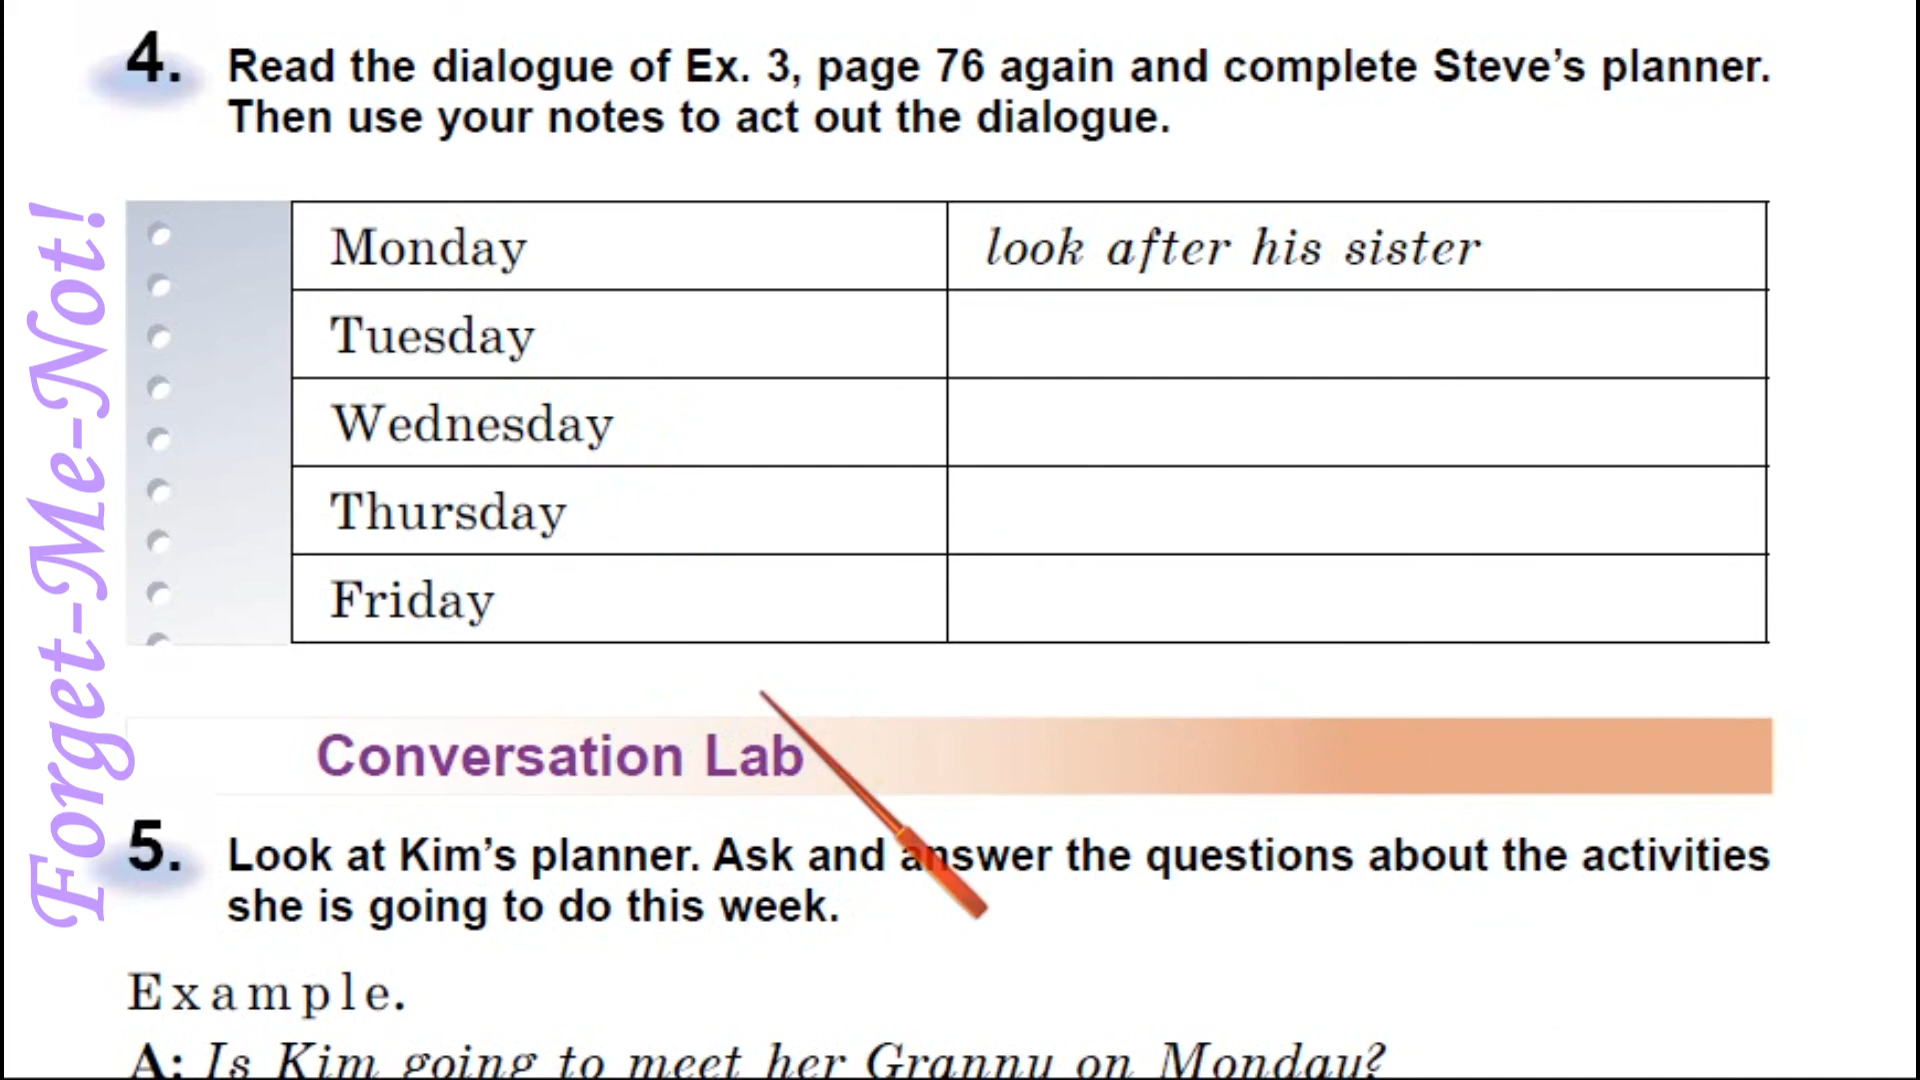 4. Read the dialogue of Ex. 3, page 76 again and complete Steve’s planner.
Then use your notes to act out the dialogue.
Forget-Me-Not!
Monday look after his sister
Tuesday
Wednesday
Thursday
Friday
Conversation Lab
5. Look at Kim’s planner. Ask and answer the questions about the activities
she is going to do this week.
Example.
A: Is Kim going to meet her Granny on Monday?